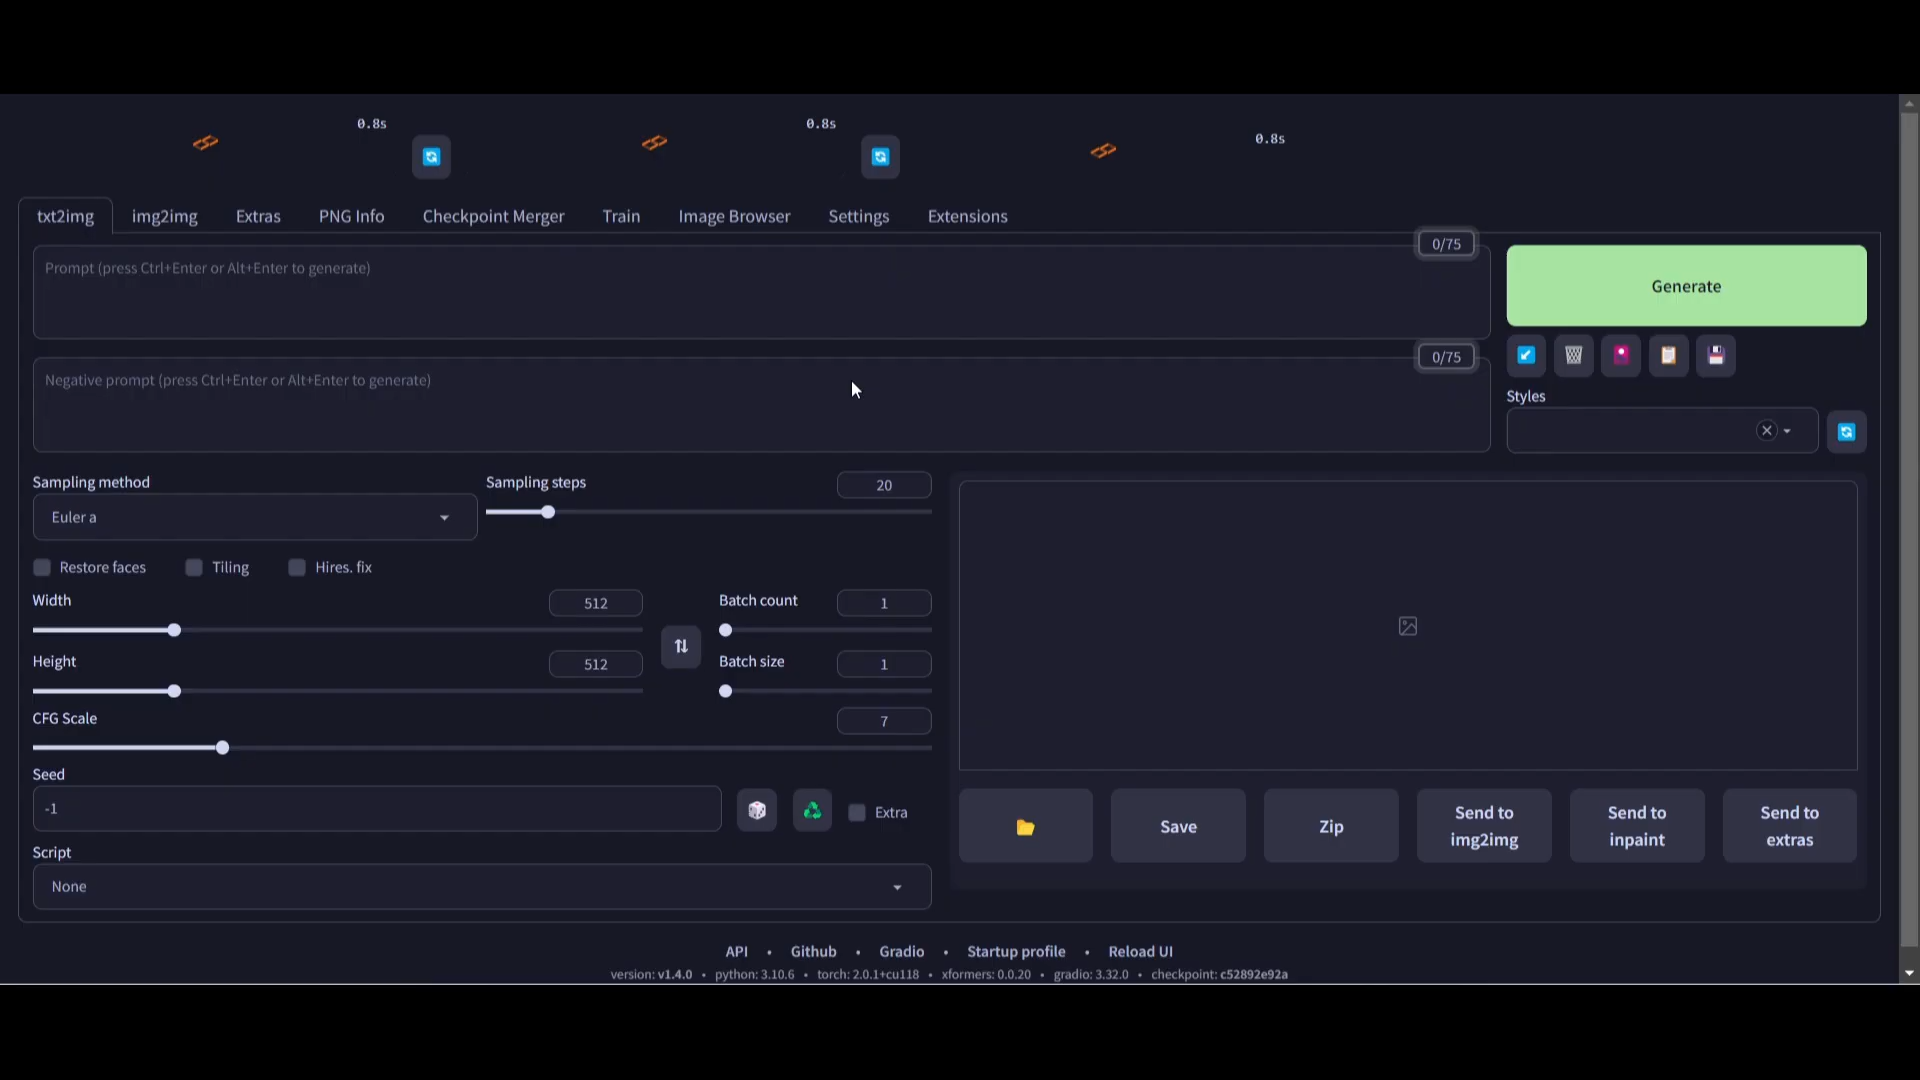 0.8s 0.8s 0.8s
txt2img img2img Extras PNG Info Checkpoint Merger Train Image Browser Settings Extensions
0/75
Prompt (press Ctrl+Enter or Alt+Enter to generate)
Generate
0/75
Negative prompt (press Ctrl+Enter or Alt+Enter to generate)
Styles
Sampling method
Euler a
Sampling steps
20
Restore faces Tiling Hires. fix
Width
512
Batch count
1
Height
512
Batch size
1
CFG Scale
7
Seed
-1
Extra
Script
None
Save
Zip
Send to
img2img
Send to
inpaint
Send to
extras
API • Github • Gradio • Startup profile • Reload UI
version: v1.4.0 • python: 3.10.6 • torch: 2.0.1+cu118 • xformers: 0.0.20 • gradio: 3.32.0 • checkpoint: c52892e92a